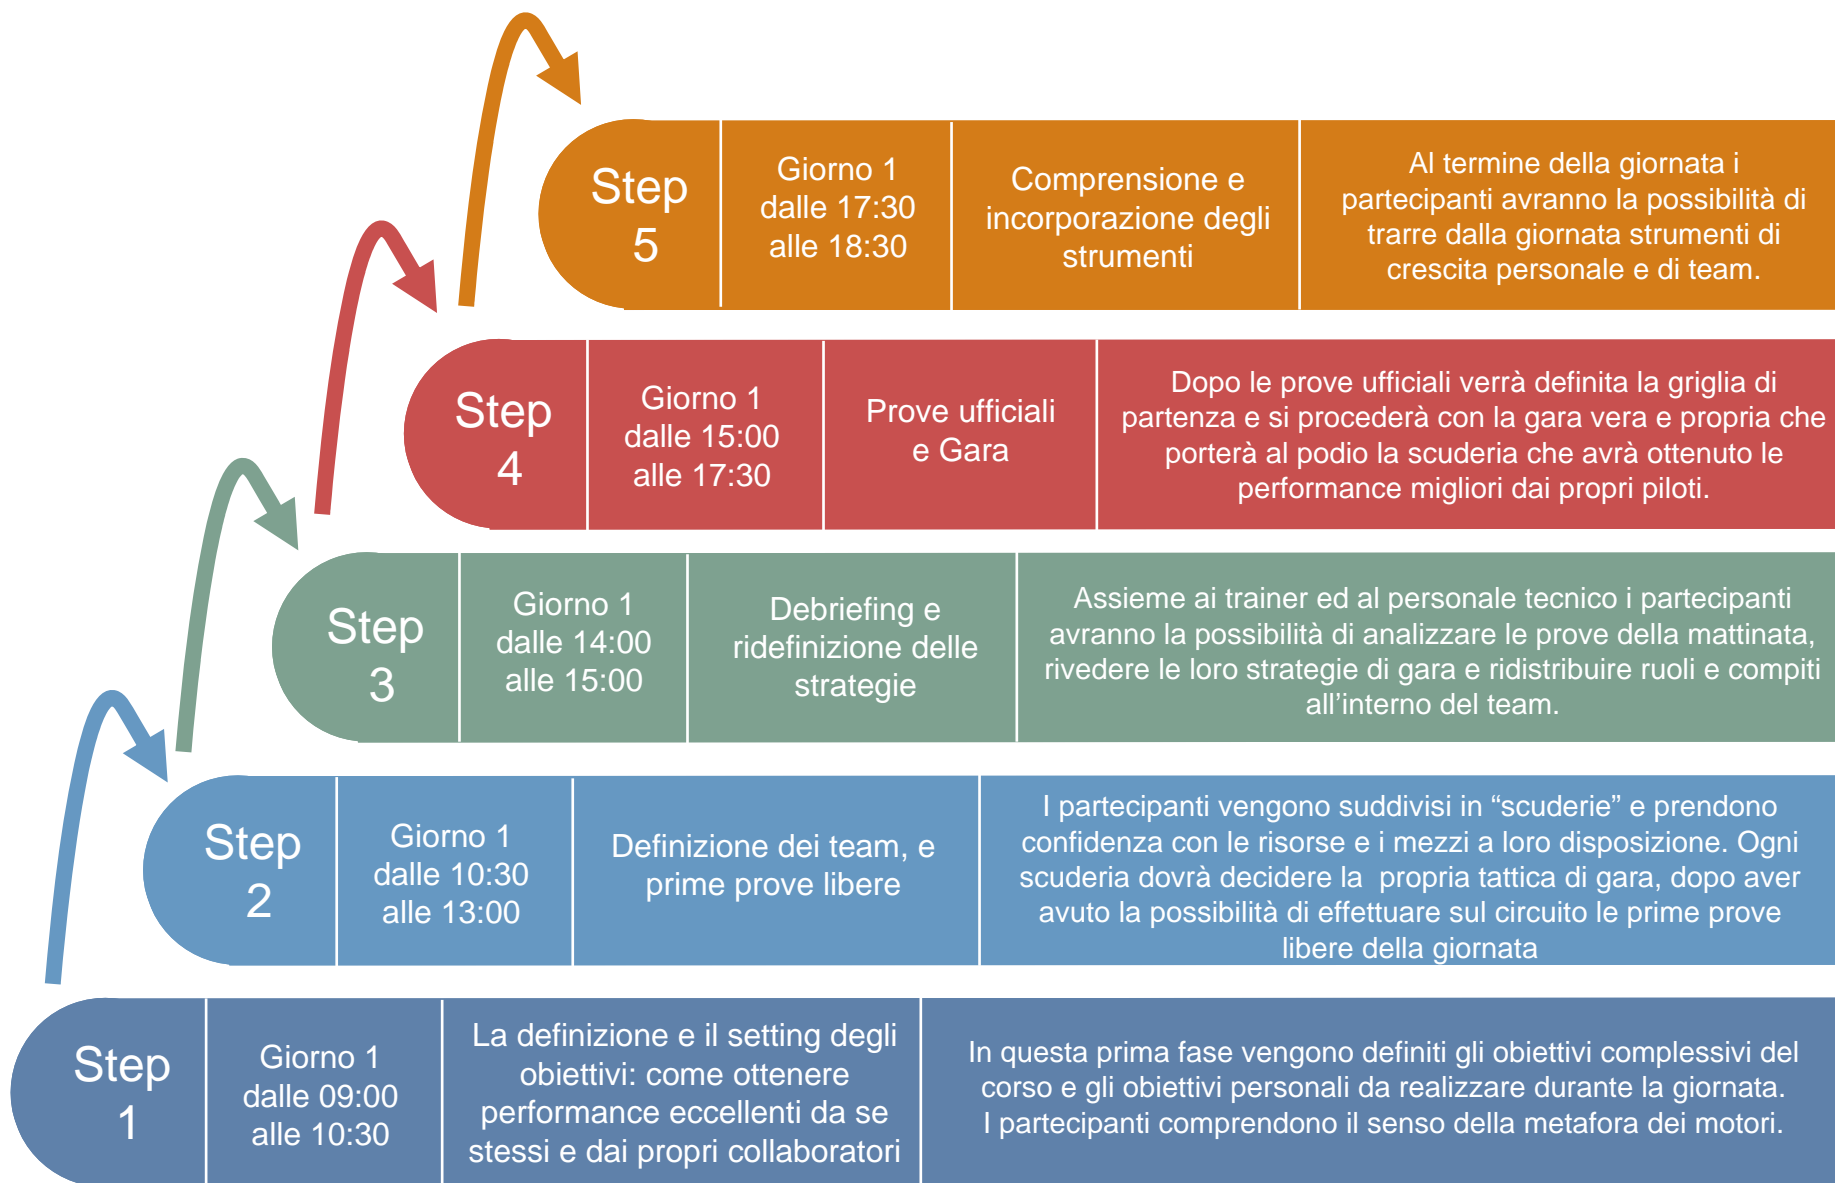 Step
5
Giorno 1
dalle 17:30
alle 18:30
Comprensione e
incorporazione degli
strumenti
Al termine della giornata i
partecipanti avranno la possibilità di
trarre dalla giornata strumenti di
crescita personale e di team.
Step
4
Giorno 1
dalle 15:00
alle 17:30
Prove ufficiali
e Gara
Dopo le prove ufficiali verrà definita la griglia di
partenza e si procederà con la gara vera e propria che
porterà al podio la scuderia che avrà ottenuto le
performance migliori dai propri piloti.
Step
3
Giorno 1
dalle 14:00
alle 15:00
Debriefing e
ridefinizione delle
strategie
Assieme ai trainer ed al personale tecnico i partecipanti
avranno la possibilità di analizzare le prove della mattinata,
rivedere le loro strategie di gara e ridistribuire ruoli e compiti
all’interno del team.
Step
2
Giorno 1
dalle 10:30
alle 13:00
Definizione dei team, e
prime prove libere
I partecipanti vengono suddivisi in “scuderie” e prendono
confidenza con le risorse e i mezzi a loro disposizione. Ogni
scuderia dovrà decidere la  propria tattica di gara, dopo aver
avuto la possibilità di effettuare sul circuito le prime prove
libere della giornata
Step
1
Giorno 1
dalle 09:00
alle 10:30
La definizione e il setting degli
obiettivi: come ottenere
performance eccellenti da se
stessi e dai propri collaboratori
In questa prima fase vengono definiti gli obiettivi complessivi del
corso e gli obiettivi personali da realizzare durante la giornata.
I partecipanti comprendono il senso della metafora dei motori.